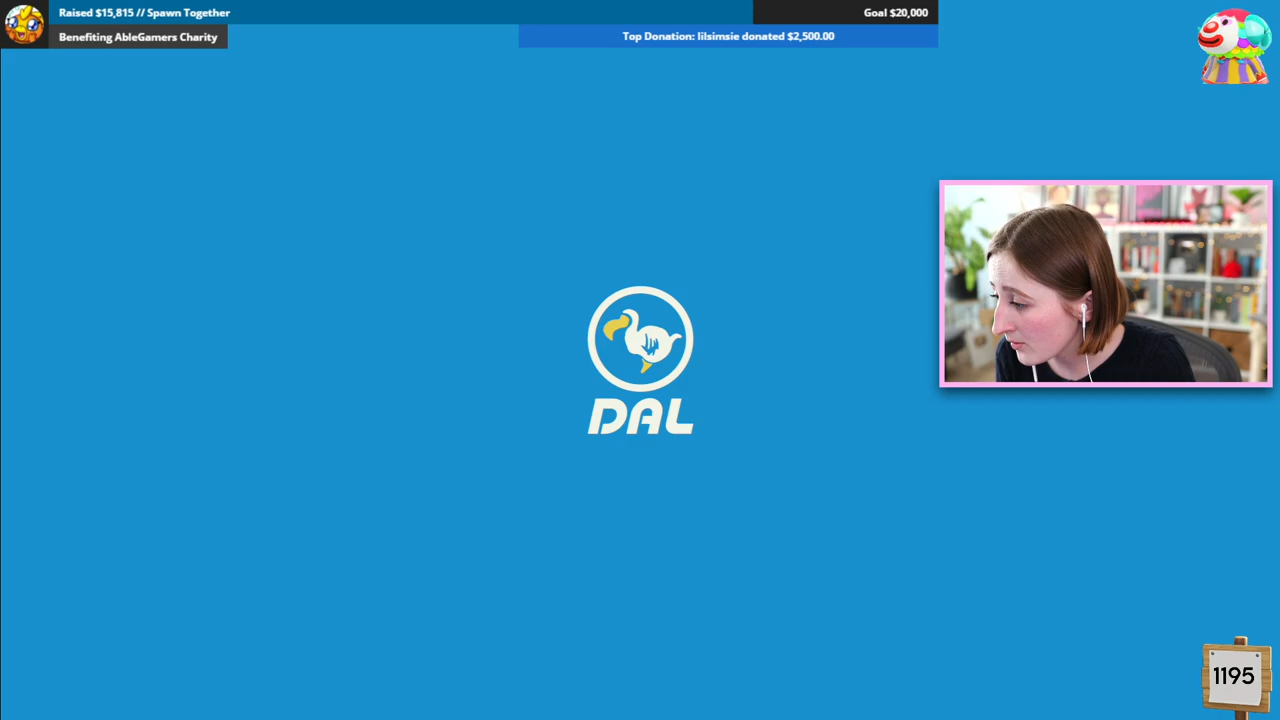 Raised $15,815 // Spawn Together
Goal $20,000
Benefiting AbleGamers Charity
Top Donation: lilsimsie donated $2,500.00
DAL
1195